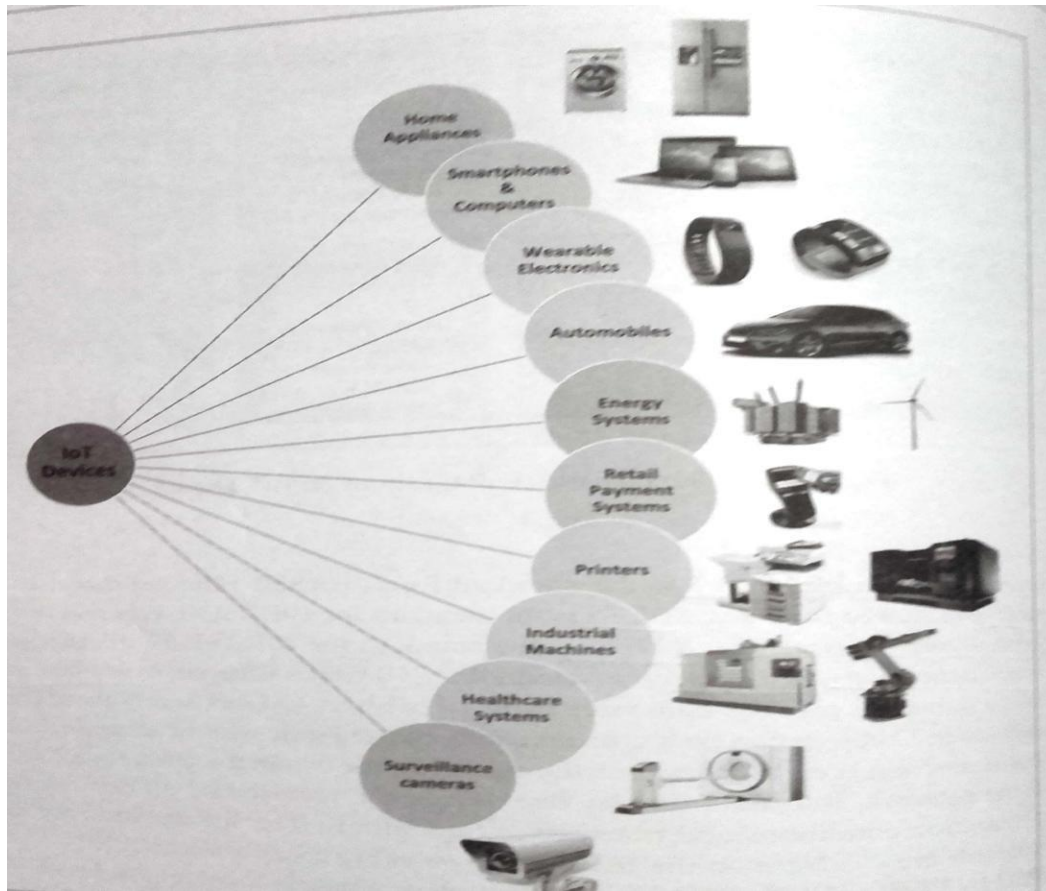 Home
Appliances
Smartphones
&
Computers
Wearable
Electronics
Automobiles
Energy
Systems
IoT
Devices
Retail
Payment
Systems
Printers
Industrial
Machines
Healthcare
Systems
Surveillance
cameras